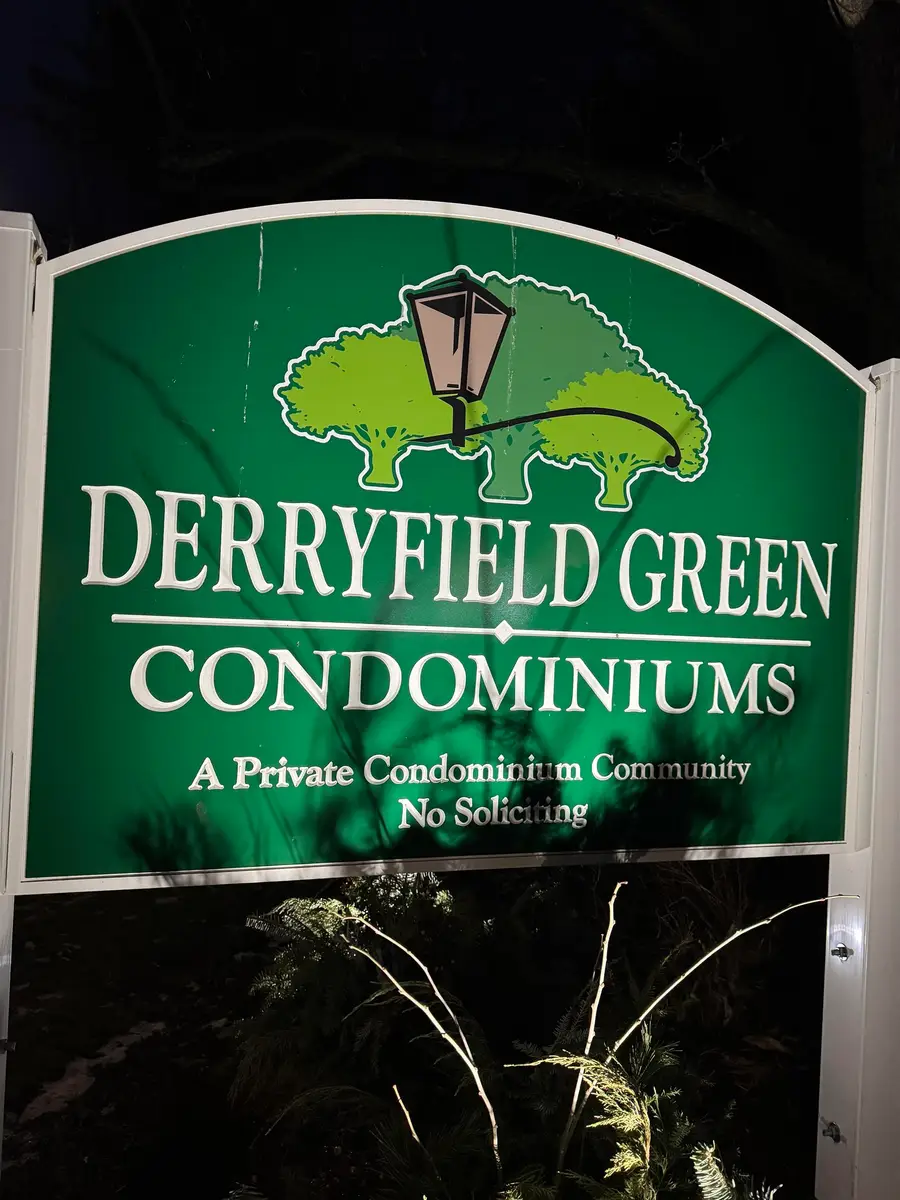 DERRYFIELD GREEN
CONDOMINIUMS
A Private Condominium Community
No Soliciting